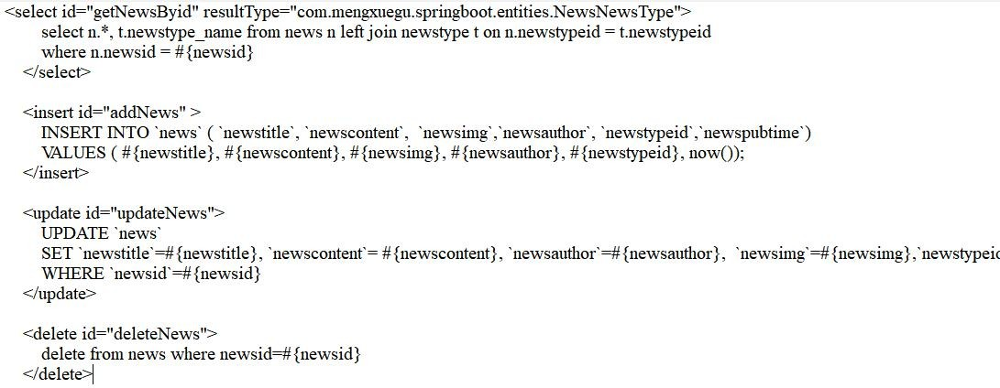 <select id="getNewsByid" resultType="com.mengxuegu.springboot.entities.NewsNewsType">
select n.*, t.newstype_name from news n left join newstype t on n.newstypeid = t.newstypeid
where n.newsid = #{newsid}
</select>
<insert id="addNews" >
INSERT INTO `news` ( `newstitle`, `newscontent`,  `newsimg`,`newsauthor`, `newstypeid`,`newspubtime`)
VALUES ( #{newstitle}, #{newscontent}, #{newsimg}, #{newsauthor}, #{newstypeid}, now());
</insert>
<update id="updateNews">
UPDATE `news`
SET `newstitle`=#{newstitle}, `newscontent`= #{newscontent}, `newsauthor`=#{newsauthor},  `newsimg`=#{newsimg},`newstypeid
WHERE `newsid`=#{newsid}
</update>
<delete id="deleteNews">
delete from news where newsid=#{newsid}
</delete>